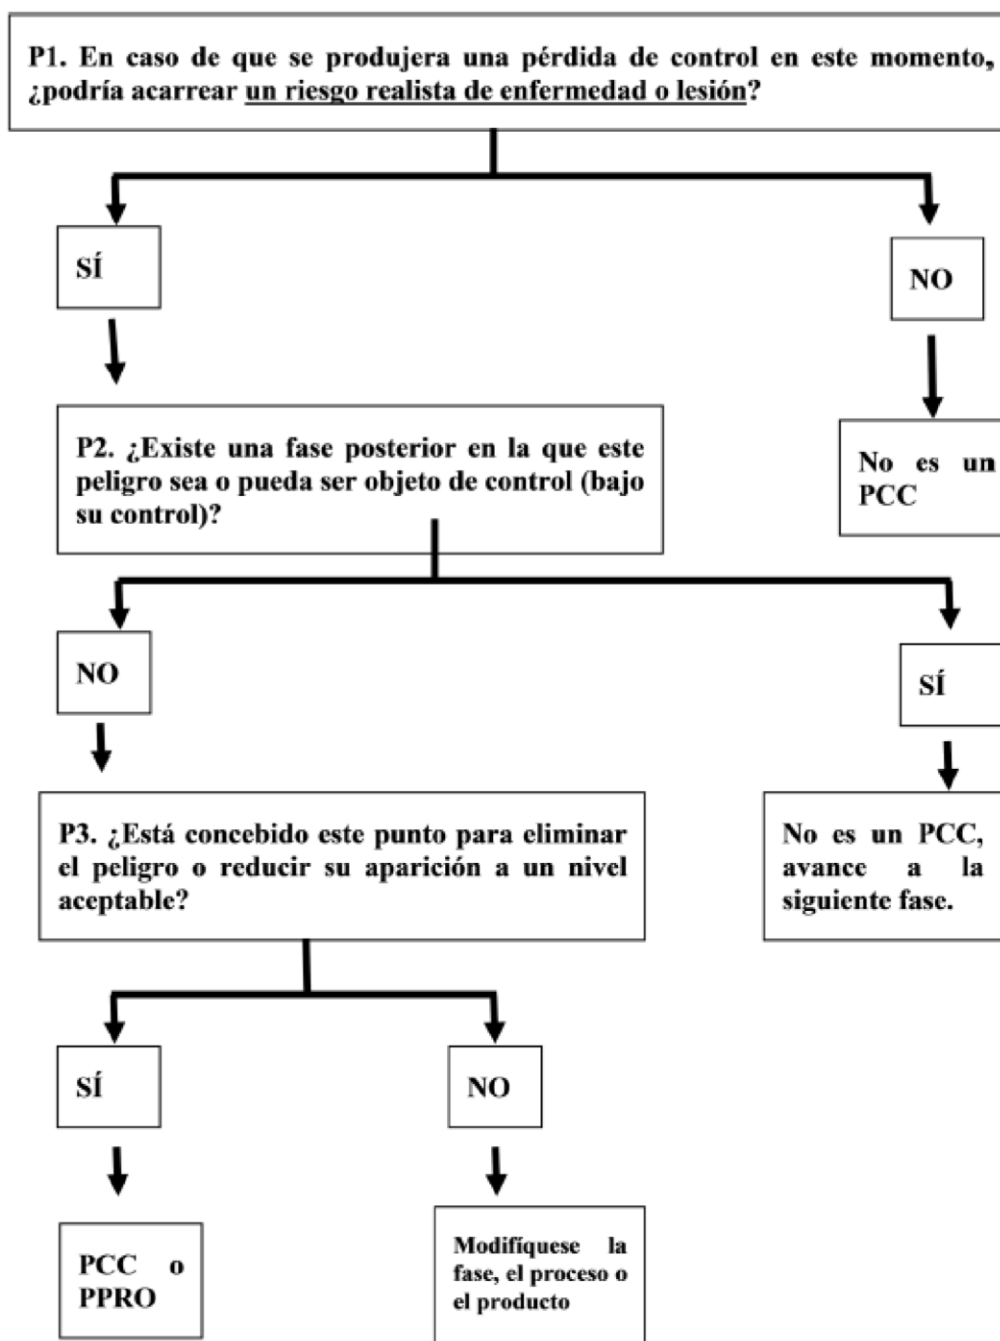 P1. En caso de que se produjera una pérdida de control en este momento,
¿podría acarrear un riesgo realista de enfermedad o lesión?
SÍ
NO
P2. ¿Existe una fase posterior en la que este
peligro sea o pueda ser objeto de control (bajo
su control)?
No es un
PCC
NO
SÍ
P3. ¿Está concebido este punto para eliminar
el peligro o reducir su aparición a un nivel
aceptable?
No es un PCC,
avance a la
siguiente fase.
SÍ
NO
PCC o
PPRO
Modifíquese la
fase, el proceso o
el producto